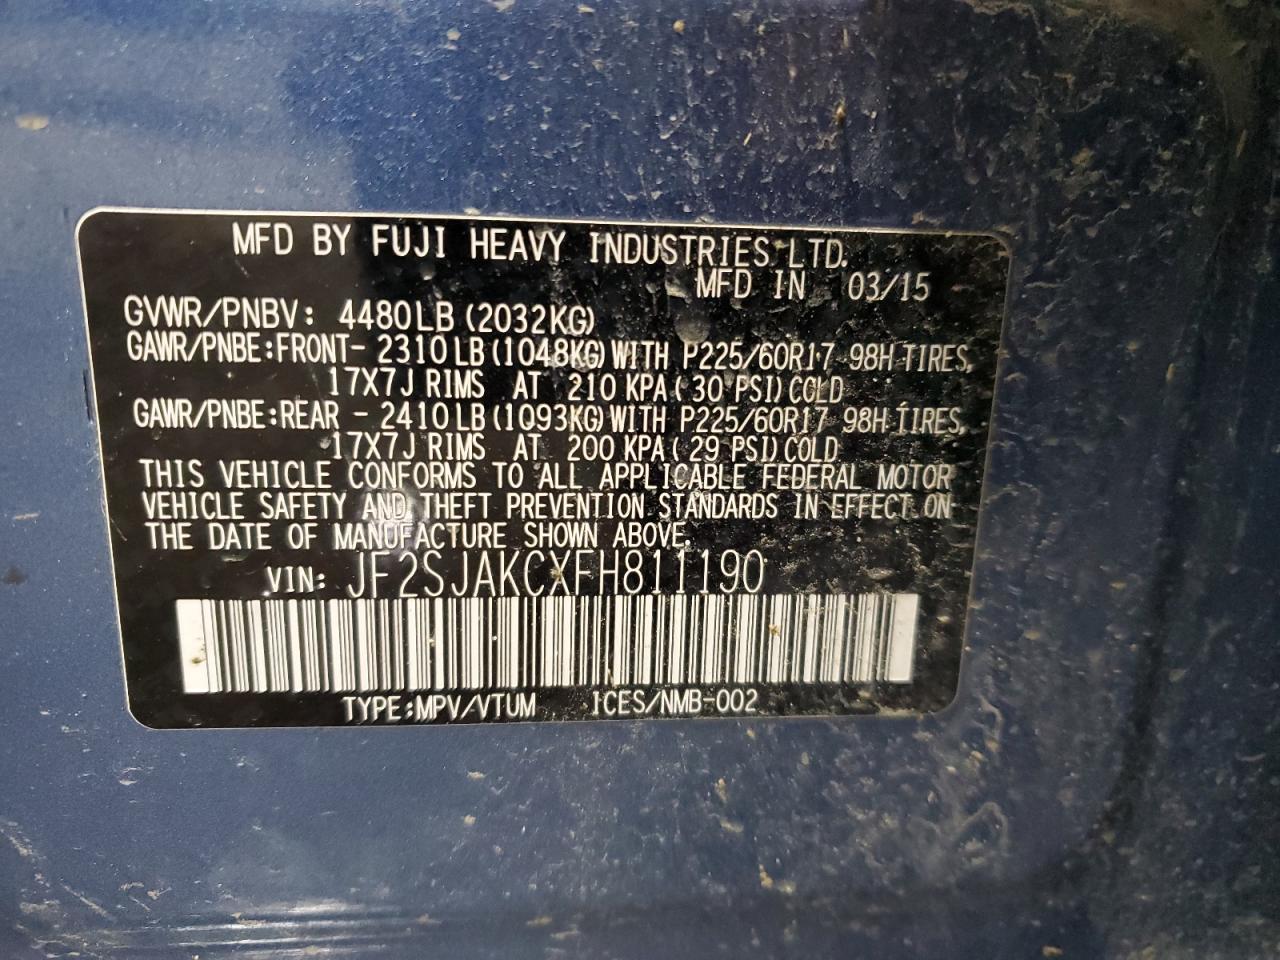 MFD BY FUJI HEAVY INDUSTRIES LTD.
MFD IN 03/15
GVWR/PNBV: 4480LB (2032KG)
GAWR/PNBE:FRONT- 2310LB (1048KG) WITH P225/60R17 98H TIRES,
17X7J RIMS AT 210 KPA( 30 PSI) COLD
GAWR/PNBE:REAR - 2410LB (1093KG) WITH P225/60R17 98H TIRES,
17X7J RIMS AT 200 KPA( 29 PSI) COLD
THIS VEHICLE CONFORMS TO ALL APPLICABLE FEDERAL MOTOR
VEHICLE SAFETY AND THEFT PREVENTION STANDARDS IN EFFECT ON
THE DATE OF MANUFACTURE SHOWN ABOVE.
VIN: JF2SJAKCXFH811190
TYPE:MPV/VTUM ICES/NMB-002